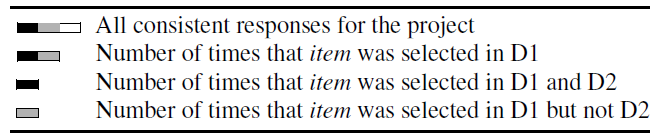 All consistent responses for the project
Number of times that item was selected in D1
Number of times that item was selected in D1 and D2
Number of times that item was selected in D1 but not D2